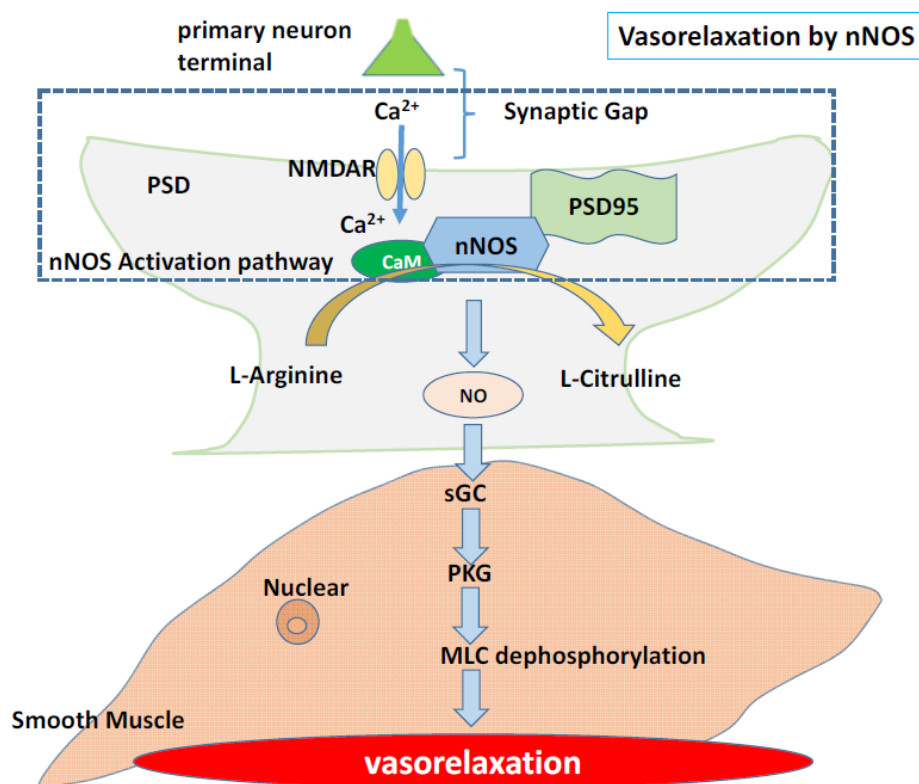 primary neuron
terminal
Vasorelaxation by nNOS
Ca²⁺
Synaptic Gap
NMDAR
PSD
PSD95
Ca²⁺
nNOS
CaM
nNOS Activation pathway
L-Arginine
L-Citrulline
NO
sGC
PKG
Nuclear
MLC dephosphorylation
Smooth Muscle
vasorelaxation